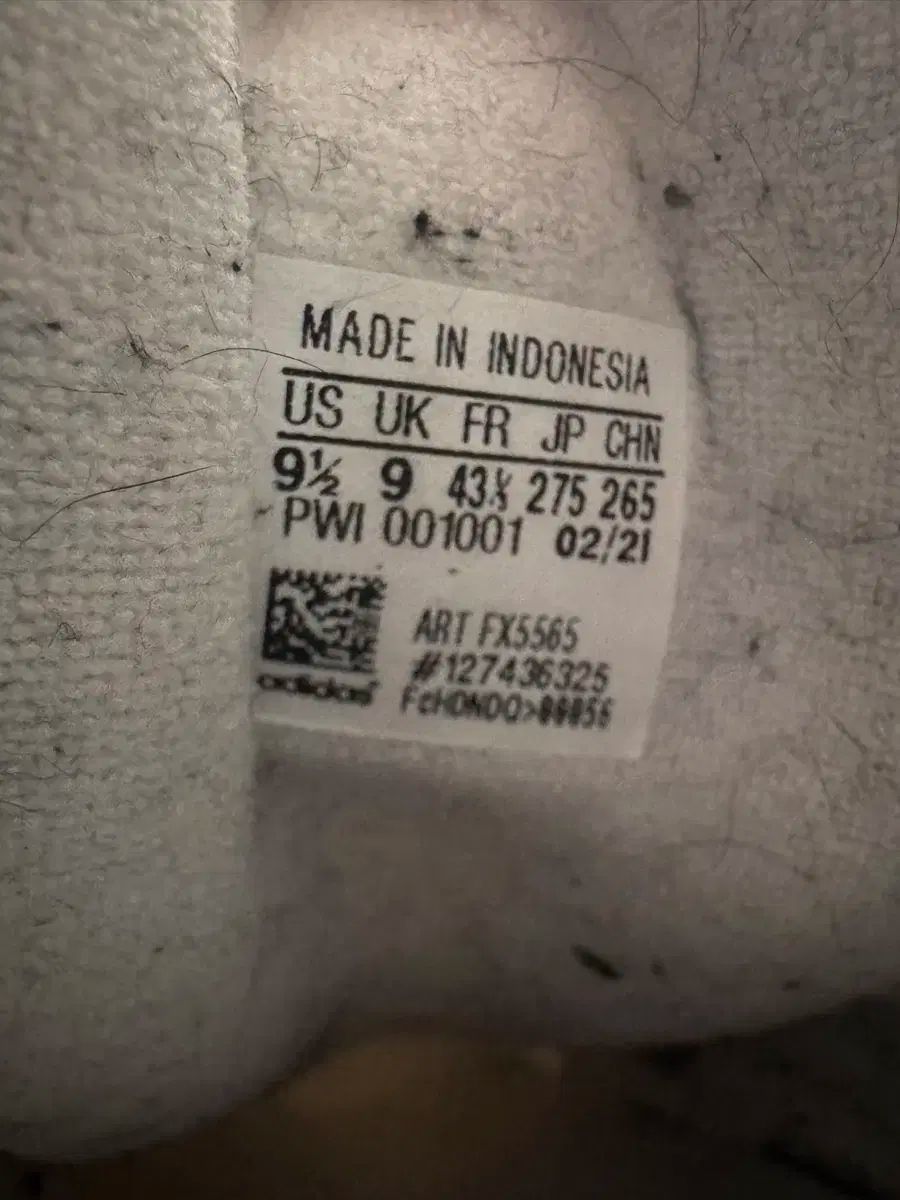 MADE IN INDONESIA
US UK FR JP CHN
9½ 9 43⅓ 275 265
PWI 001001 02/21
ART FX5565
#127436325
adidas